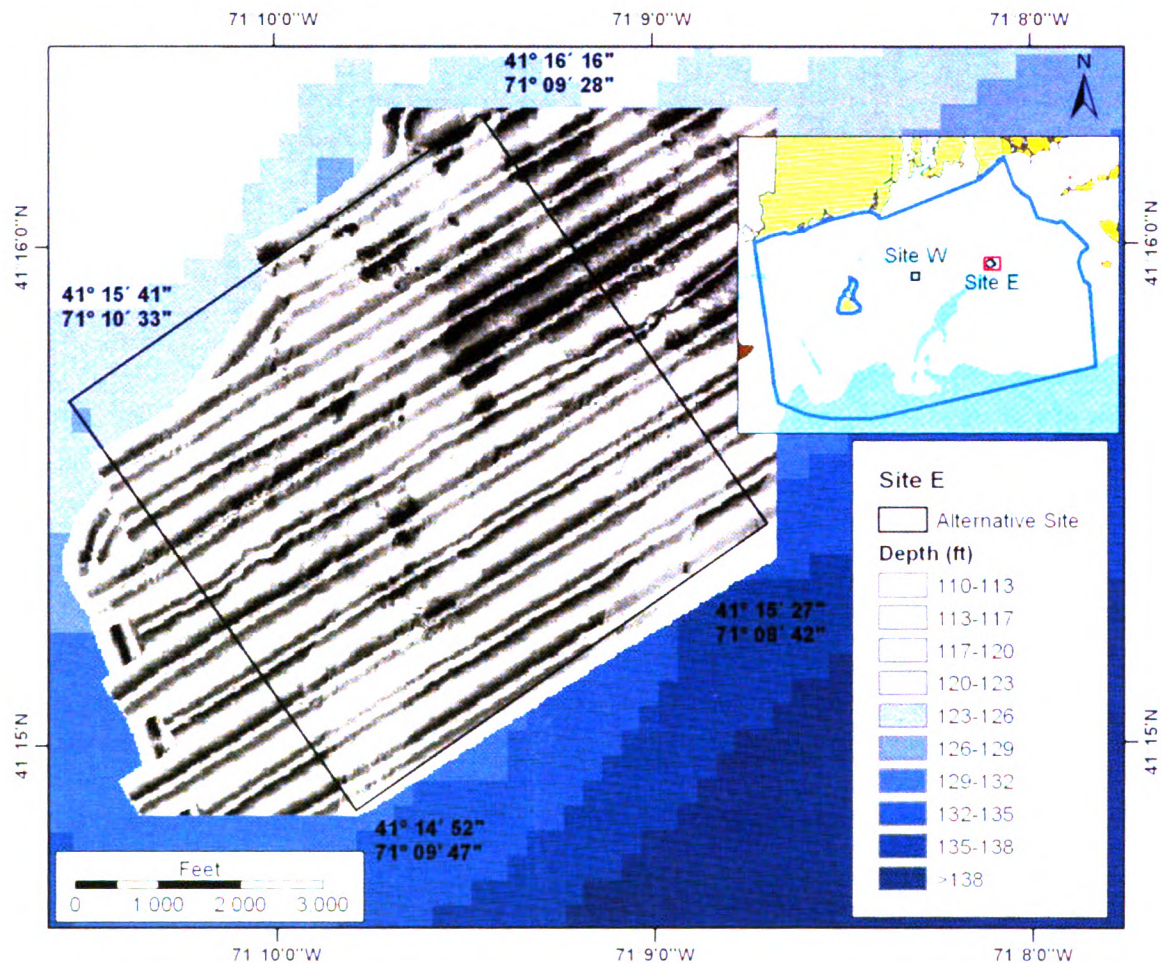 71 10'0"W
71 9'0"W
71 8'0"W
41° 16´ 16"
71° 09´ 28"
N
41 16'0"N
41 16'0"N
41° 15´ 41"
71° 10´ 33"
Site W
Site E
Site E
Alternative Site
Depth (ft)
110-113
113-117
117-120
120-123
123-126
126-129
129-132
132-135
135-138
>138
41° 15´ 27"
71° 08´ 42"
41 15'N
41 15'N
41° 14´ 52"
71° 09´ 47"
Feet
0 1 000 2 000 3 000
71 10'0"W
71 9'0"W
71 8'0"W